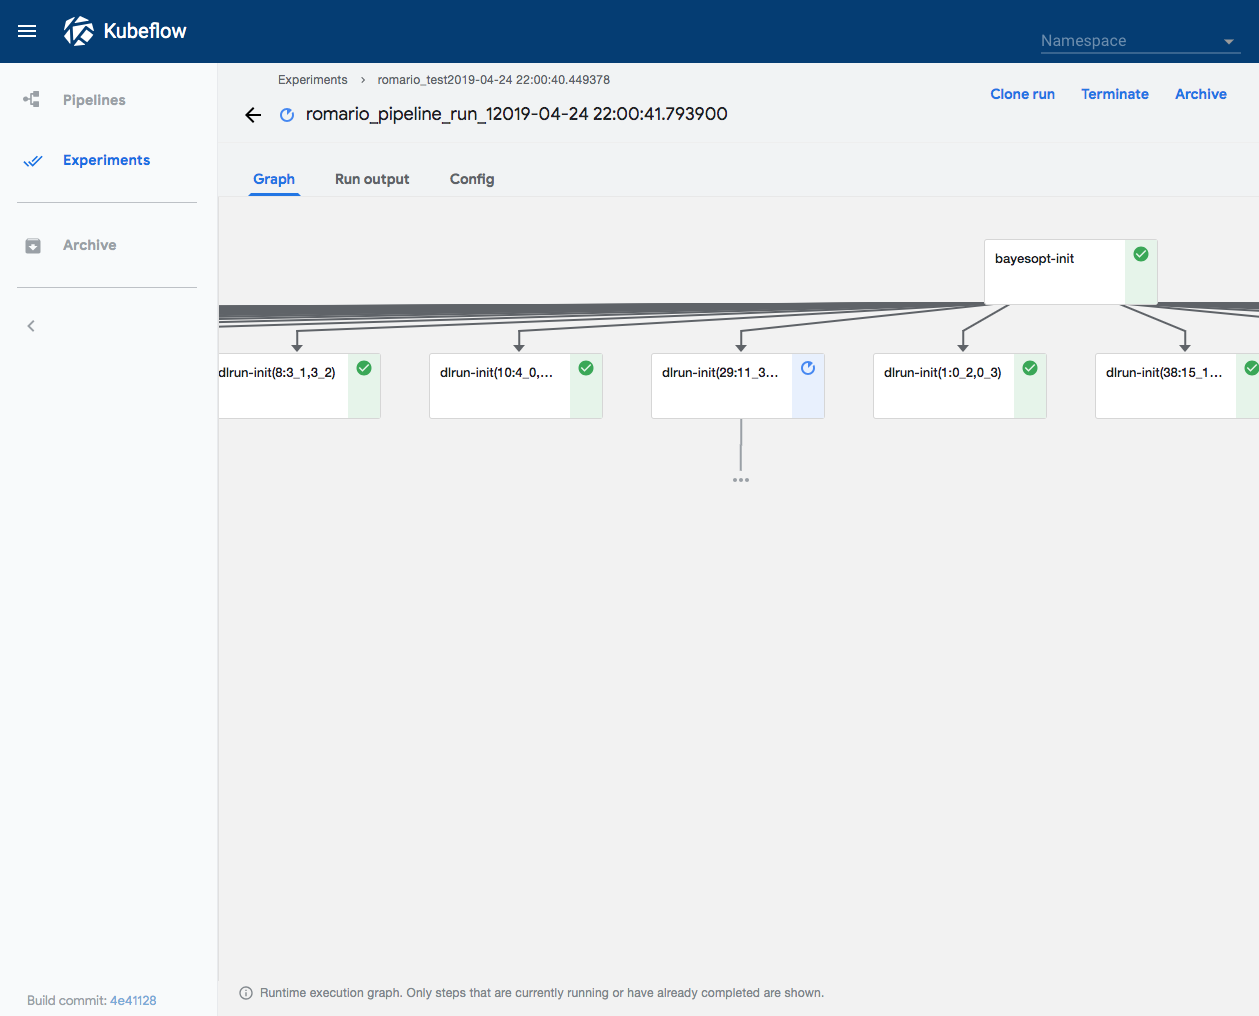 Kubeflow
Namespace
Pipelines
Experiments
Archive
Build commit: 4e41128
Experiments > romario_test2019-04-24 22:00:40.449378
romario_pipeline_run_12019-04-24 22:00:41.793900
Clone run Terminate Archive
Graph Run output Config
bayesopt-init
dlrun-init(8:3_1,3_2)
dlrun-init(10:4_0,...
dlrun-init(29:11_3...
dlrun-init(1:0_2,0_3)
dlrun-init(38:15_1...
Runtime execution graph. Only steps that are currently running or have already completed are shown.